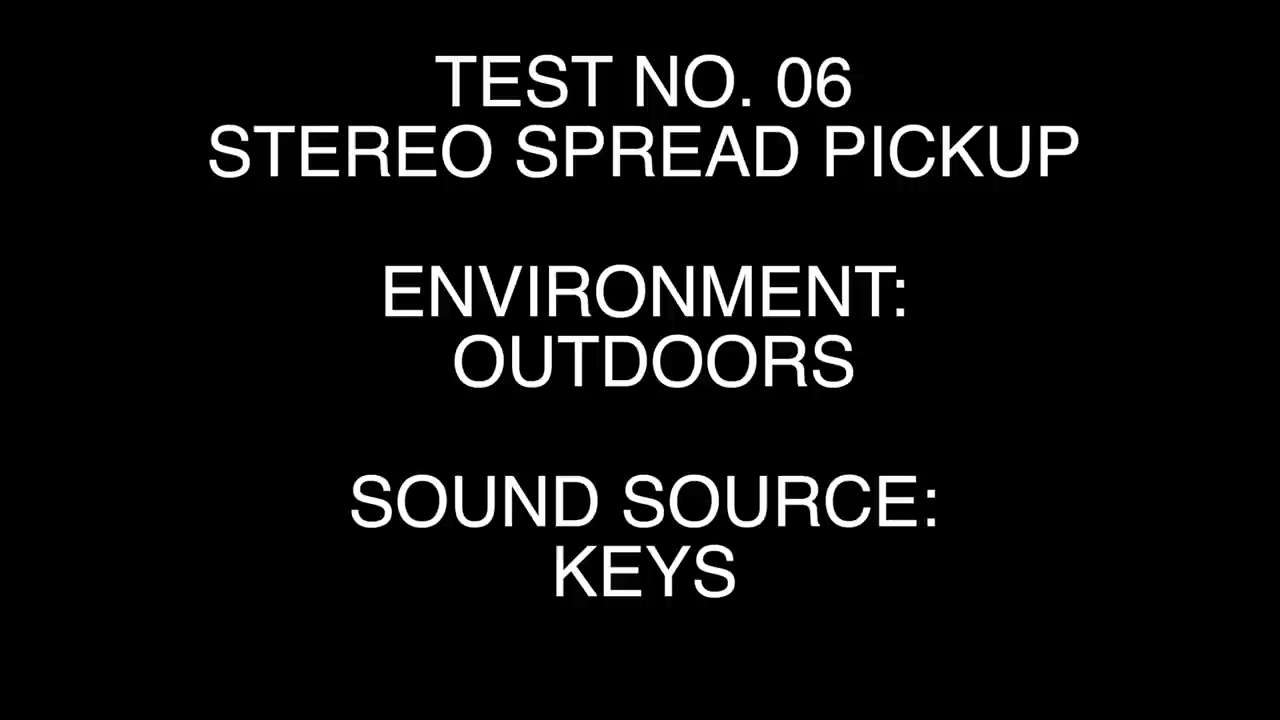 TEST NO. 06
STEREO SPREAD PICKUP
ENVIRONMENT:
OUTDOORS
SOUND SOURCE:
KEYS